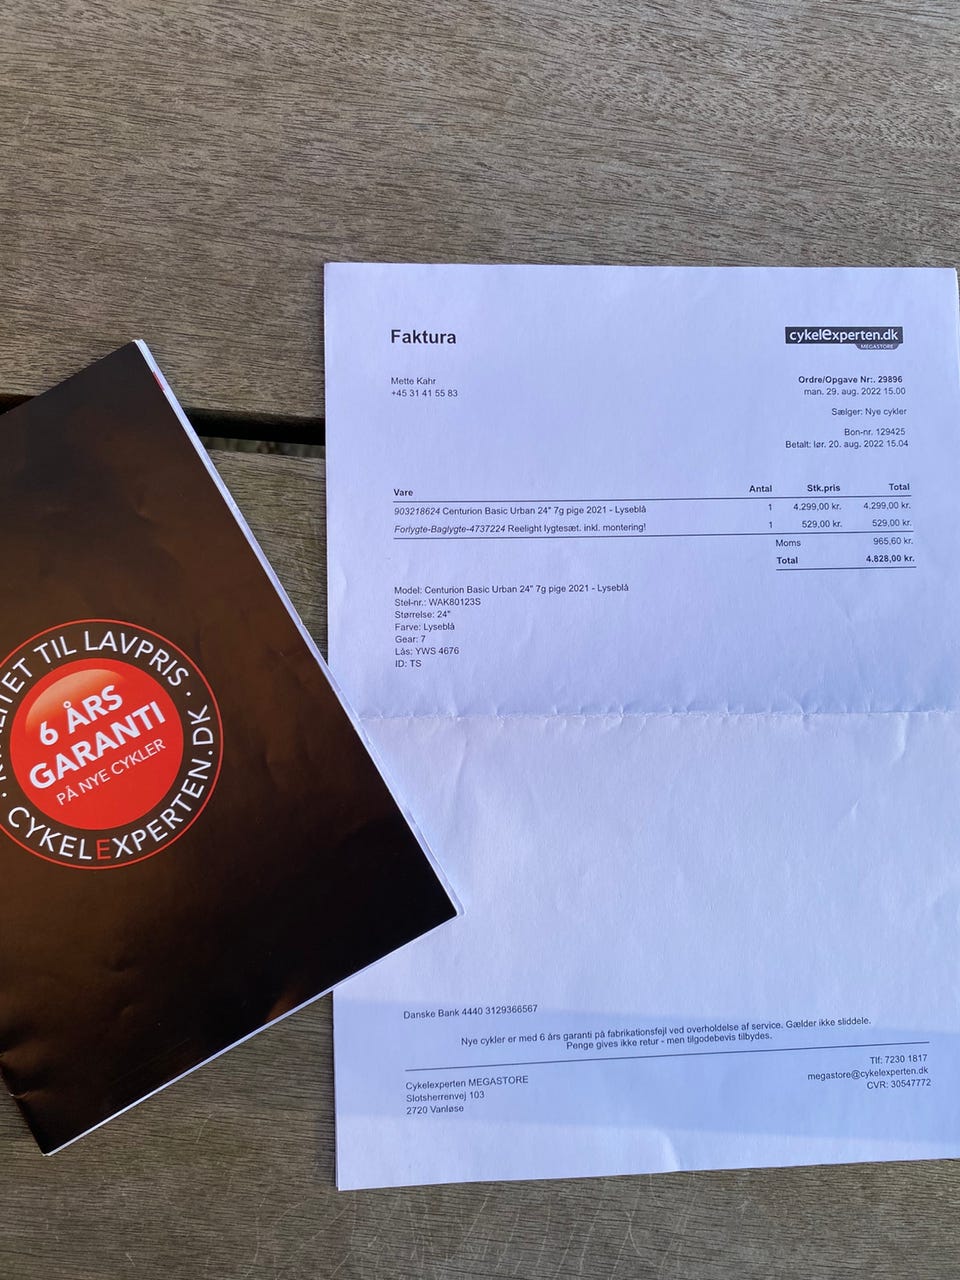 Faktura
cykelexperten.dk
MEGASTORE
Mette Kahr
+45 31 41 55 83
Ordre/Opgave Nr:. 29896
man. 29. aug. 2022 15.00
Sælger: Nye cykler
Bon-nr. 129425
Betalt: lør. 20. aug. 2022 15.04
Vare Antal Stk.pris Total
903218624 Centurion Basic Urban 24" 7g pige 2021 - Lyseblå 1 4.299,00 kr. 4.299,00 kr.
Forlygte-Baglygte-4737224 Reelight lygtesæt. inkl. montering! 1 529,00 kr. 529,00 kr.
Moms 965,60 kr.
Total 4.828,00 kr.
Model: Centurion Basic Urban 24" 7g pige 2021 - Lyseblå
Stel-nr.: WAK80123S
Størrelse: 24"
Farve: Lyseblå
Gear: 7
Lås: YWS 4676
ID: TS
Danske Bank 4440 3129366567
Nye cykler er med 6 års garanti på fabrikationsfejl ved overholdelse af service. Gælder ikke sliddele.
Penge gives ikke retur - men tilgodebevis tilbydes.
Cykelexperten MEGASTORE
Slotsherrenvej 103
2720 Vanløse
Tlf: 7230 1817
megastore@cykelexperten.dk
CVR: 30547772
TIL LAVPRIS ·
6 ÅRS
GARANTI
PÅ NYE CYKLER
· CYKELEXPERTEN.DK